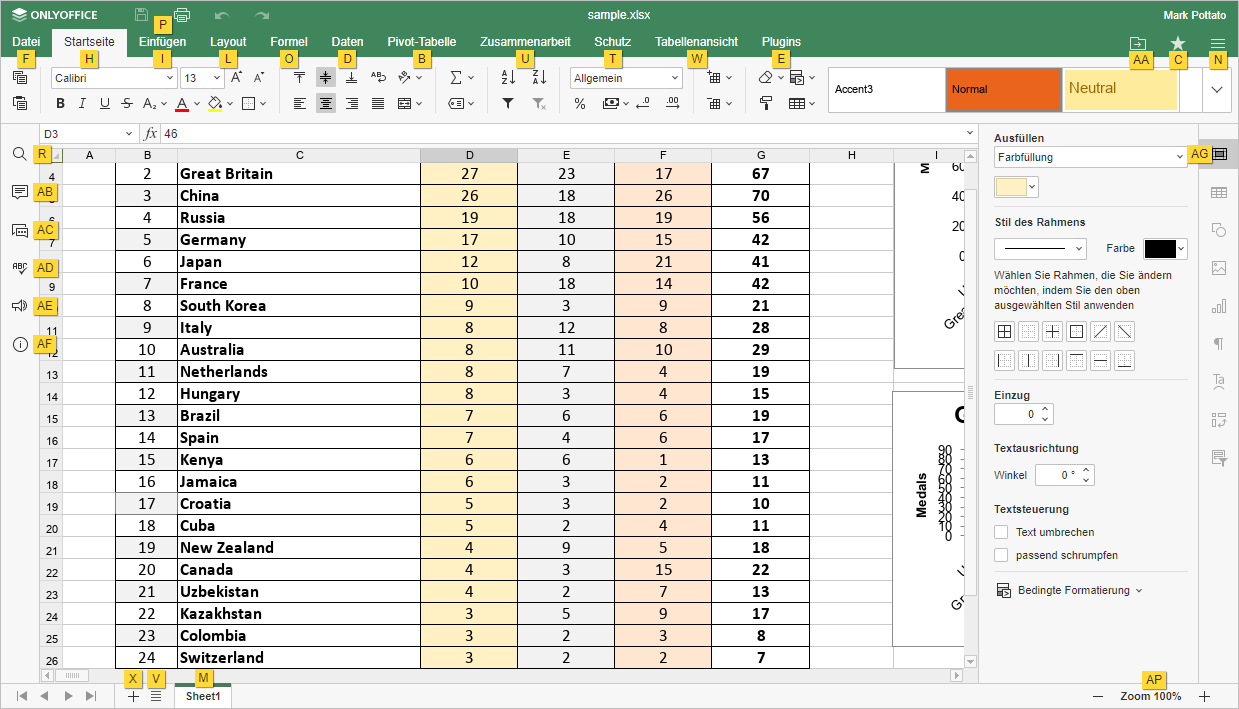 ONLYOFFICE
sample.xlsx
Mark Pottato
P
Datei Startseite Einfügen Layout Formel Daten Pivot-Tabelle Zusammenarbeit Schutz Tabellenansicht Plugins
F H I L O D B U T W E AA C N
Calibri 13 Allgemein Accent3 Normal Neutral
D3 fx 46
A B C D E F G H I
4 2 Great Britain 27 23 17 67
3 China 26 18 26 70
4 Russia 19 18 19 56
7 5 Germany 17 10 15 42
6 Japan 12 8 21 41
9 7 France 10 18 14 42
8 South Korea 9 3 9 21
11 9 Italy 8 12 8 28
12 10 Australia 8 11 10 29
13 11 Netherlands 8 7 4 19
14 12 Hungary 8 3 4 15
15 13 Brazil 7 6 6 19
16 14 Spain 7 4 6 17
17 15 Kenya 6 6 1 13
18 16 Jamaica 6 3 2 11
19 17 Croatia 5 3 2 10
20 18 Cuba 5 2 4 11
21 19 New Zealand 4 9 5 18
22 20 Canada 4 3 15 22
23 21 Uzbekistan 4 2 7 13
24 22 Kazakhstan 3 5 9 17
25 23 Colombia 3 2 3 8
26 24 Switzerland 3 2 2 7
R
AB
AC
AD
AE
AF
60
40
20
0
90
80
70
60
50
40
30
20
10
0
Medals
Ausfüllen
Farbfüllung
AG
Stil des Rahmens
Farbe
Wählen Sie Rahmen, die Sie ändern
möchten, indem Sie den oben
ausgewählten Stil anwenden
Einzug
0
Textausrichtung
Winkel 0 °
Textsteuerung
Text umbrechen
passend schrumpfen
Bedingte Formatierung
X V M AP
Sheet1
Zoom 100%